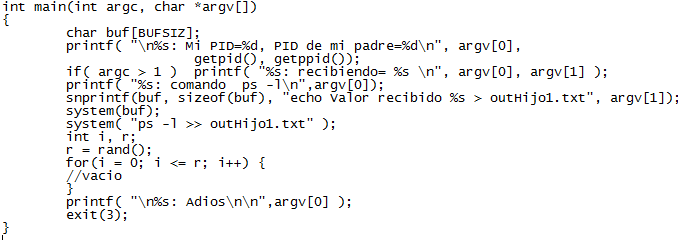 int main(int argc, char *argv[])
{
char buf[BUFSIZ];
printf( "\n%s: Mi PID=%d, PID de mi padre=%d\n", argv[0],
getpid(), getppid());
if( argc > 1 )  printf( "%s: recibiendo= %s \n", argv[0], argv[1] );
printf( "%s: comando  ps -l\n",argv[0]);
snprintf(buf, sizeof(buf), "echo Valor recibido %s > outHijo1.txt", argv[1]);
system(buf);
system( "ps -l >> outHijo1.txt" );
int i, r;
r = rand();
for(i = 0; i <= r; i++) {
//vacio
}
printf( "\n%s: Adios\n\n",argv[0] );
exit(3);
}